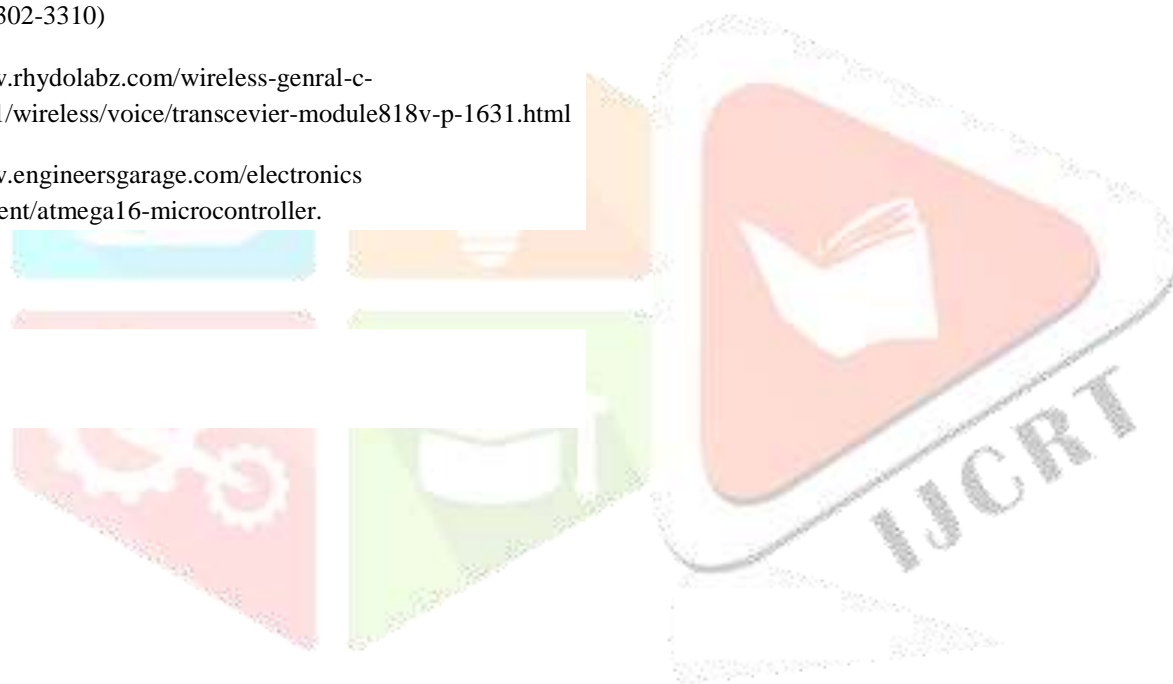 302-3310)
w.rhydolabz.com/wireless-genral-c-
1/wireless/voice/transcevier-module818v-p-1631.html
w.engineersgarage.com/electronics
ent/atmega16-microcontroller.
IJCRT